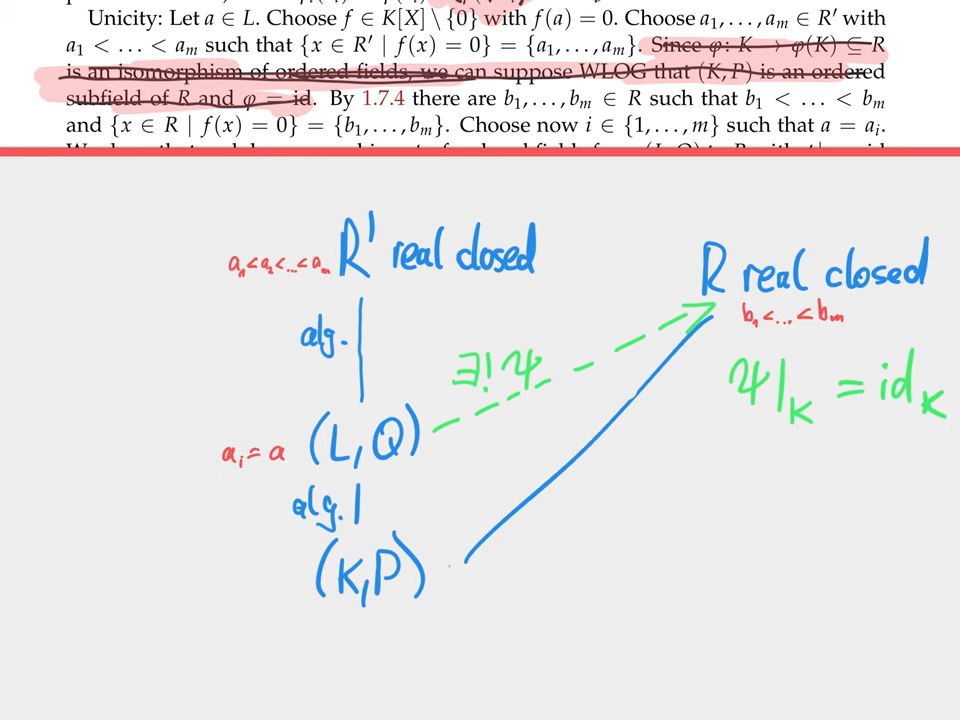 Unicity: Let a ∈ L. Choose f ∈ K[X] \ {0} with f(a) = 0. Choose a₁, . . . , aₘ ∈ R′ with
a₁ < . . . < aₘ such that {x ∈ R′ | f(x) = 0} = {a₁, . . . , aₘ}. Since φ: K → φ(K) ⊆ R
is an isomorphism of ordered fields, we can suppose WLOG that (K, P) is an ordered
subfield of R and φ = id. By 1.7.4 there are b₁, . . . , bₘ ∈ R such that b₁ < . . . < bₘ
and {x ∈ R | f(x) = 0} = {b₁, . . . , bₘ}. Choose now i ∈ {1, . . . , m} such that a = aᵢ.
a₁ < a₂ < ... < aₘ R' real closed
R real closed
b₁ < ... < bₘ
alg.
∃! ψ
ψ|_K = id_K
aᵢ = a (L, Q)
alg.
(K, P)